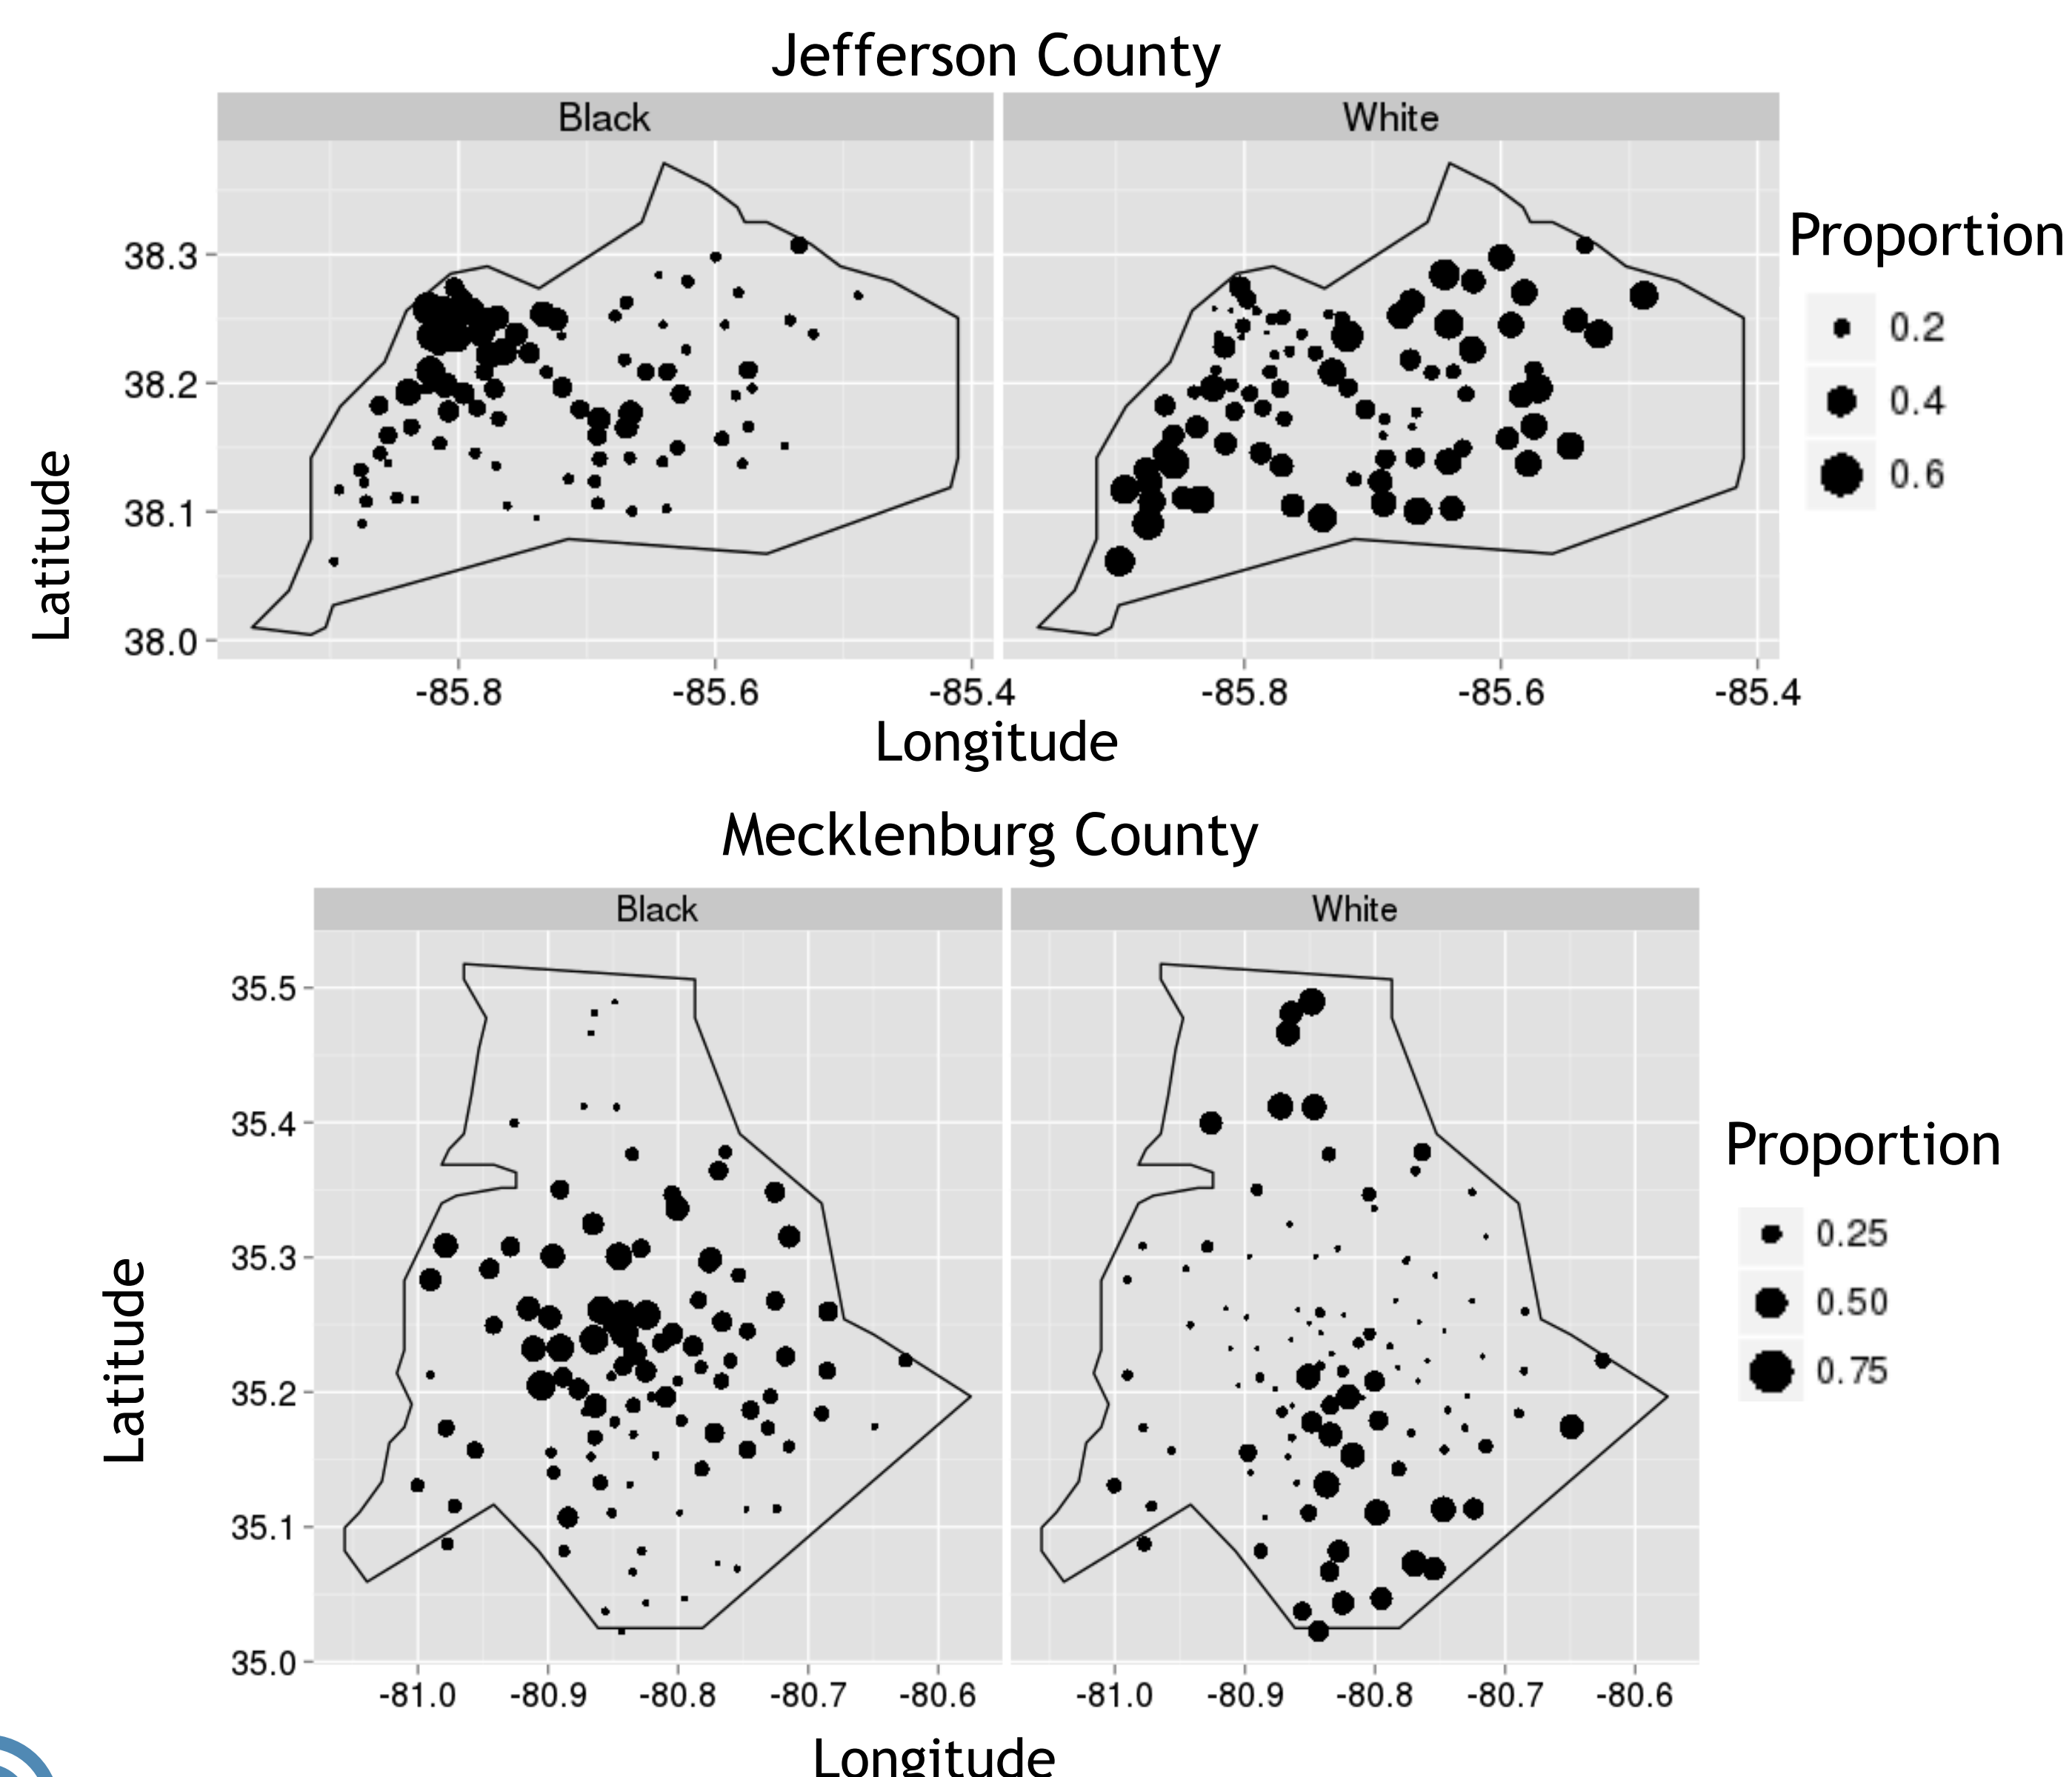 Jefferson County
Black White
Proportion
0.2
0.4
0.6
Latitude
38.3
38.2
38.1
38.0
-85.8 -85.6 -85.4 -85.8 -85.6 -85.4
Longitude
Mecklenburg County
Black White
Proportion
0.25
0.50
0.75
Latitude
35.5
35.4
35.3
35.2
35.1
35.0
-81.0 -80.9 -80.8 -80.7 -80.6 -81.0 -80.9 -80.8 -80.7 -80.6
Longitude